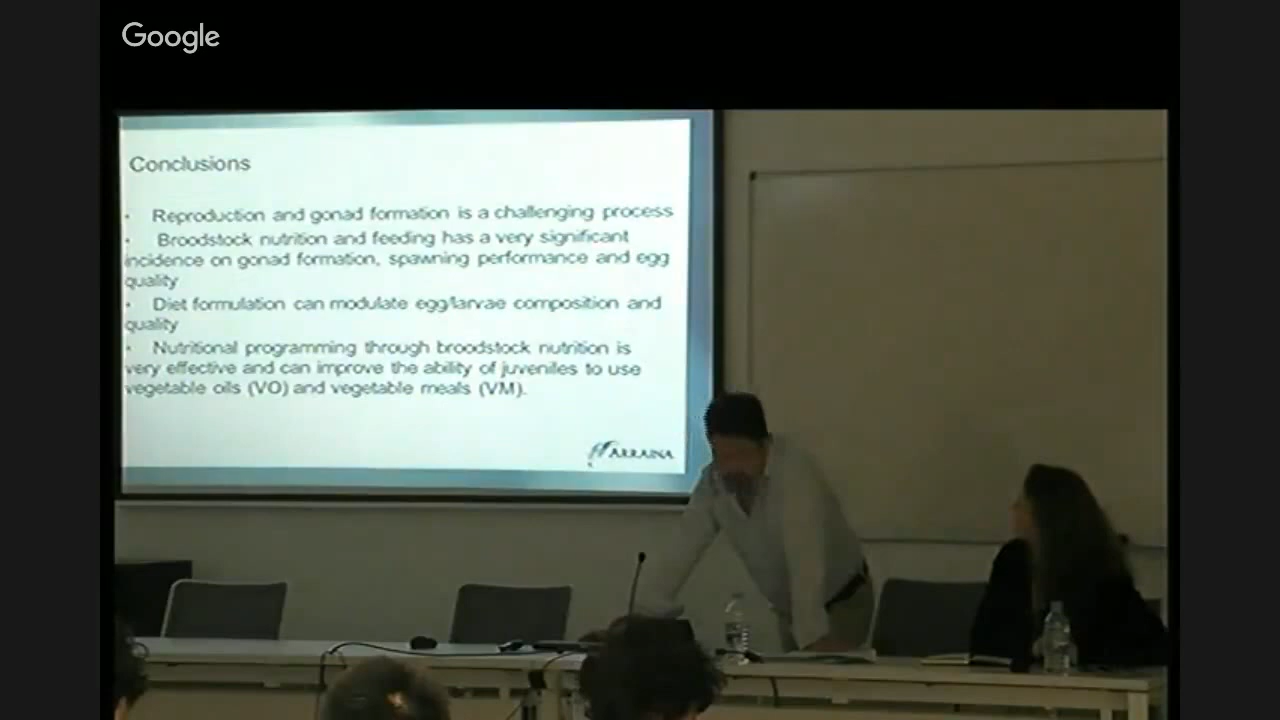 Google
Conclusions
• Reproduction and gonad formation is a challenging process
• Broodstock nutrition and feeding has a very significant
incidence on gonad formation, spawning performance and egg
quality
• Diet formulation can modulate egg/larvae composition and
quality
• Nutritional programming through broodstock nutrition is
very effective and can improve the ability of juveniles to use
vegetable oils (VO) and vegetable meals (VM).
ARRAINA